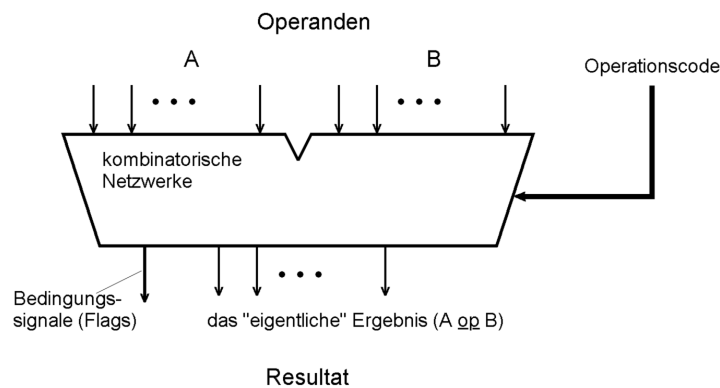 Operanden
A
B
Operationscode
kombinatorische
Netzwerke
Bedingungs-
signale (Flags)
das "eigentliche" Ergebnis (A op B)
Resultat